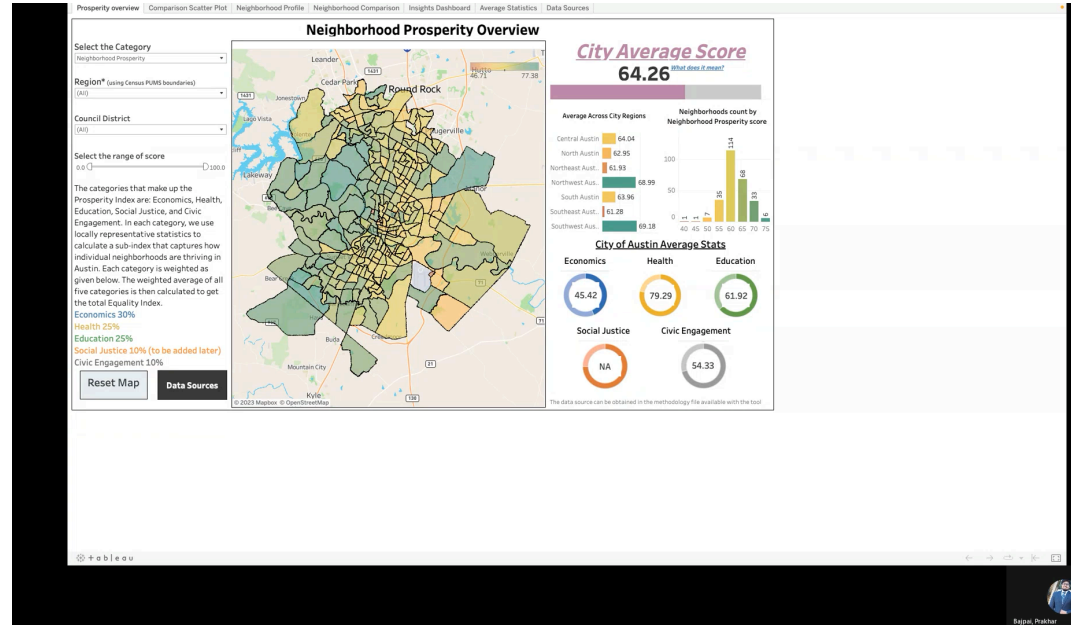 Prosperity overview Comparison Scatter Plot Neighborhood Profile Neighborhood Comparison Insights Dashboard Average Statistics Data Sources
Neighborhood Prosperity Overview
Select the Category
Neighborhood Prosperity
Region* (using Census PUMS boundaries)
(All)
Council District
(All)
Select the range of score
0.0 100.0
The categories that make up the
Prosperity Index are: Economics, Health,
Education, Social Justice, and Civic
Engagement. In each category, we use
locally representative statistics to
calculate a sub-index that captures how
individual neighborhoods are thriving in
Austin. Each category is weighted as
given below. The weighted average of all
five categories is then calculated to get
the total Equality Index.
Economics 30%
Health 25%
Education 25%
Social Justice 10% (to be added later)
Civic Engagement 10%
Reset Map
Data Sources
Leander
1431
Cedar Park
Round Rock
Hutto
46.71 77.38
1431
Jonestown
Lago Vista
Lakeway
Manor
71
Buda
71
21
Mountain City
Kyle
130
© 2023 Mapbox © OpenStreetMap
City Average Score
64.26
What does it mean?
Average Across City Regions
Central Austin 64.04
North Austin 62.95
Northeast Aust.. 61.93
Northwest Aus.. 68.99
South Austin 63.96
Southeast Aust.. 61.28
Southwest Aus.. 69.18
Neighborhoods count by
Neighborhood Prosperity score
100
50
0
1 1 7 35 114 68 33 6
40 45 50 55 60 65 70 75
City of Austin Average Stats
Economics Health Education
45.42 79.29 61.92
Social Justice Civic Engagement
NA 54.33
The data source can be obtained in the methodology file available with the tool
+ a b l e a u
Bajpai, Prakhar